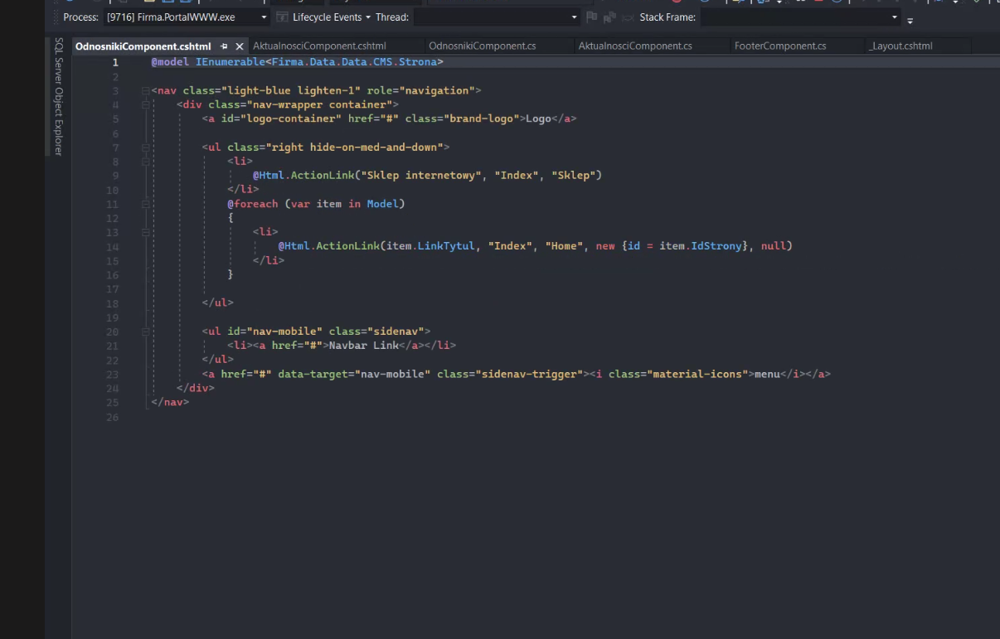 Process: [9716] Firma.PortalWWW.exe Lifecycle Events Thread: Stack Frame:
OdnosnikiComponent.cshtml AktualnosciComponent.cshtml OdnosnikiComponent.cs AktualnosciComponent.cs FooterComponent.cs _Layout.cshtml
SQL Server Object Explorer
1 @model IEnumerable<Firma.Data.Data.CMS.Strona>
2
3 <nav class="light-blue lighten-1" role="navigation">
4 <div class="nav-wrapper container">
5 <a id="logo-container" href="#" class="brand-logo">Logo</a>
6
7 <ul class="right hide-on-med-and-down">
8 <li>
9 @Html.ActionLink("Sklep internetowy", "Index", "Sklep")
10 </li>
11 @foreach (var item in Model)
12 {
13 <li>
14 @Html.ActionLink(item.LinkTytul, "Index", "Home", new {id = item.IdStrony}, null)
15 </li>
16 }
17
18 </ul>
19
20 <ul id="nav-mobile" class="sidenav">
21 <li><a href="#">Navbar Link</a></li>
22 </ul>
23 <a href="#" data-target="nav-mobile" class="sidenav-trigger"><i class="material-icons">menu</i></a>
24 </div>
25 </nav>
26